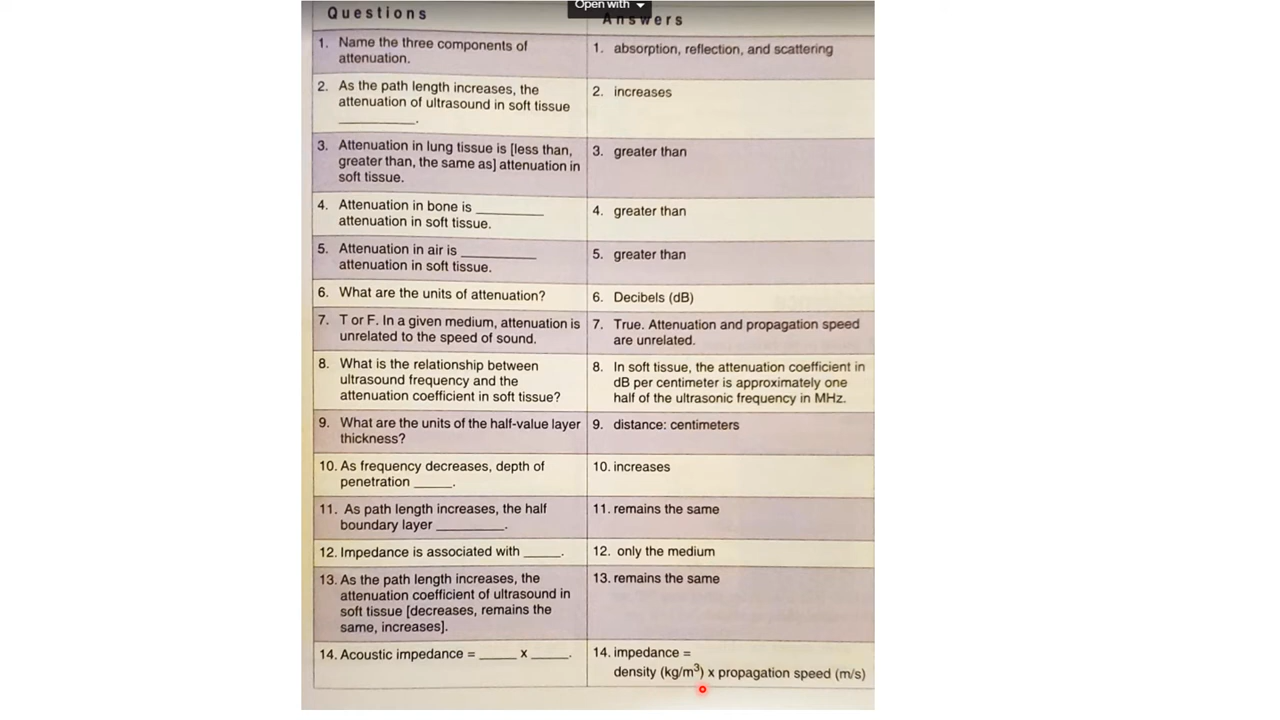 Open with
Questions
Answers
1. Name the three components of
attenuation.
1. absorption, reflection, and scattering
2. As the path length increases, the
attenuation of ultrasound in soft tissue
__________.
2. increases
3. Attenuation in lung tissue is [less than,
greater than, the same as] attenuation in
soft tissue.
3. greater than
4. Attenuation in bone is _________
attenuation in soft tissue.
4. greater than
5. Attenuation in air is __________
attenuation in soft tissue.
5. greater than
6. What are the units of attenuation?
6. Decibels (dB)
7. T or F. In a given medium, attenuation is
unrelated to the speed of sound.
7. True. Attenuation and propagation speed
are unrelated.
8. What is the relationship between
ultrasound frequency and the
attenuation coefficient in soft tissue?
8. In soft tissue, the attenuation coefficient in
dB per centimeter is approximately one
half of the ultrasonic frequency in MHz.
9. What are the units of the half-value layer
thickness?
9. distance: centimeters
10. As frequency decreases, depth of
penetration _____.
10. increases
11. As path length increases, the half
boundary layer _________.
11. remains the same
12. Impedance is associated with _____.
12. only the medium
13. As the path length increases, the
attenuation coefficient of ultrasound in
soft tissue [decreases, remains the
same, increases].
13. remains the same
14. Acoustic impedance = _____ x _____.
14. impedance =
density (kg/m³) x propagation speed (m/s)